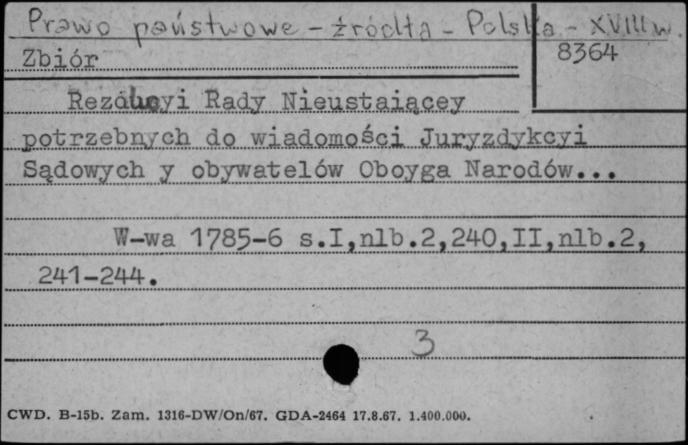 Prawo państwowe - źródła - Polska - XVIII w.
Zbiór
8364
Rezolucyi Rady Nieustaiącey
potrzebnych do wiadomości Juryzdykcyi
Sądowych y obywatelów Oboyga Narodów...
W-wa 1785-6 s.I,nlb.2,240,II,nlb.2,
241-244.
3
CWD. B-15b. Zam. 1316-DW/On/67. GDA-2464 17.8.67. 1.400.000.